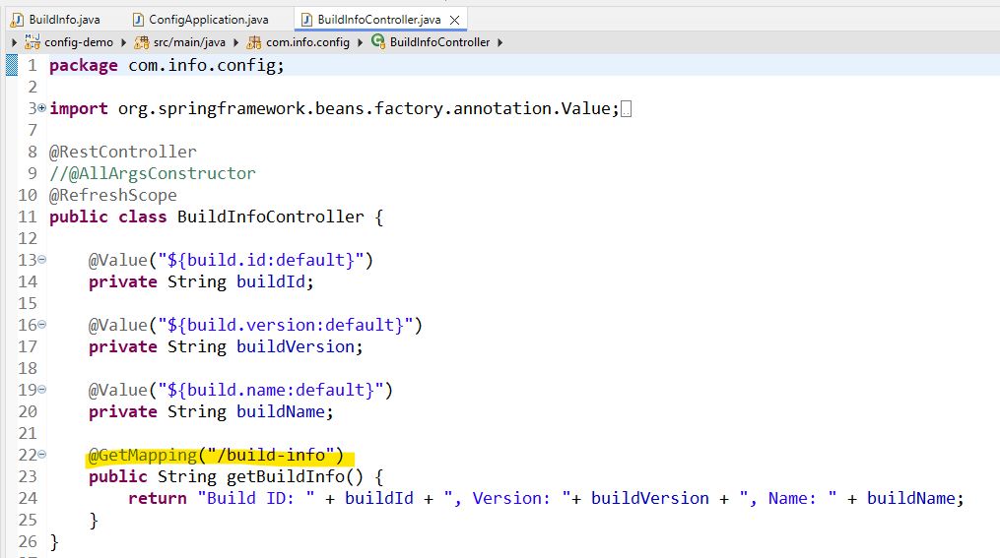 BuildInfo.java ConfigApplication.java BuildInfoController.java
config-demo src/main/java com.info.config BuildInfoController
1 package com.info.config;
2
3 import org.springframework.beans.factory.annotation.Value;
7
8 @RestController
9 //@AllArgsConstructor
10 @RefreshScope
11 public class BuildInfoController {
12
13 @Value("${build.id:default}")
14 private String buildId;
15
16 @Value("${build.version:default}")
17 private String buildVersion;
18
19 @Value("${build.name:default}")
20 private String buildName;
21
22 @GetMapping("/build-info")
23 public String getBuildInfo() {
24 return "Build ID: " + buildId + ", Version: "+ buildVersion + ", Name: " + buildName;
25 }
26 }